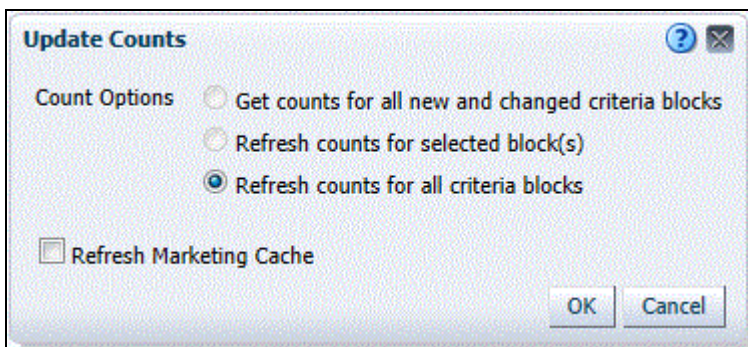 Update Counts ?
Count Options Get counts for all new and changed criteria blocks
Refresh counts for selected block(s)
Refresh counts for all criteria blocks
Refresh Marketing Cache
OK Cancel